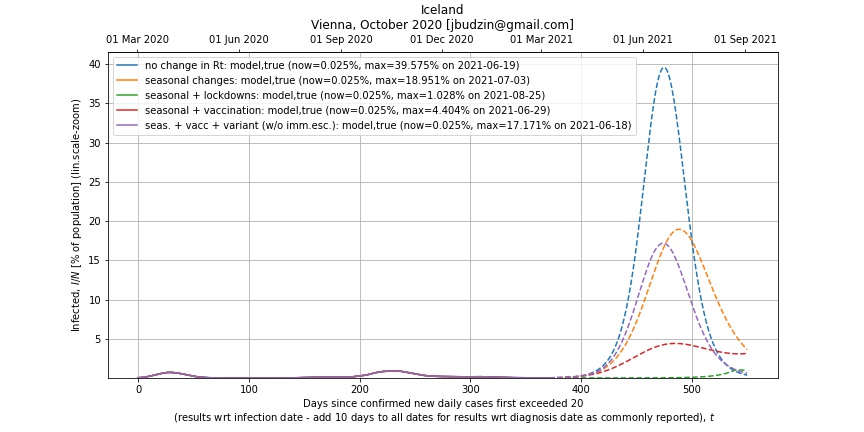 Iceland
Vienna, October 2020 [jbudzin@gmail.com]
01 Mar 2020 01 Jun 2020 01 Sep 2020 01 Dec 2020 01 Mar 2021 01 Jun 2021 01 Sep 2021
no change in Rt: model,true (now=0.025%, max=39.575% on 2021-06-19)
seasonal changes: model,true (now=0.025%, max=18.951% on 2021-07-03)
seasonal + lockdowns: model,true (now=0.025%, max=1.028% on 2021-08-25)
seasonal + vaccination: model,true (now=0.025%, max=4.404% on 2021-06-29)
seas. + vacc + variant (w/o imm.esc.): model,true (now=0.025%, max=17.171% on 2021-06-18)
Infected, I/N [% of population] (lin.scale-zoom)
40
35
30
25
20
15
10
5
0 100 200 300 400 500
Days since confirmed new daily cases first exceeded 20
(results wrt infection date - add 10 days to all dates for results wrt diagnosis date as commonly reported), t